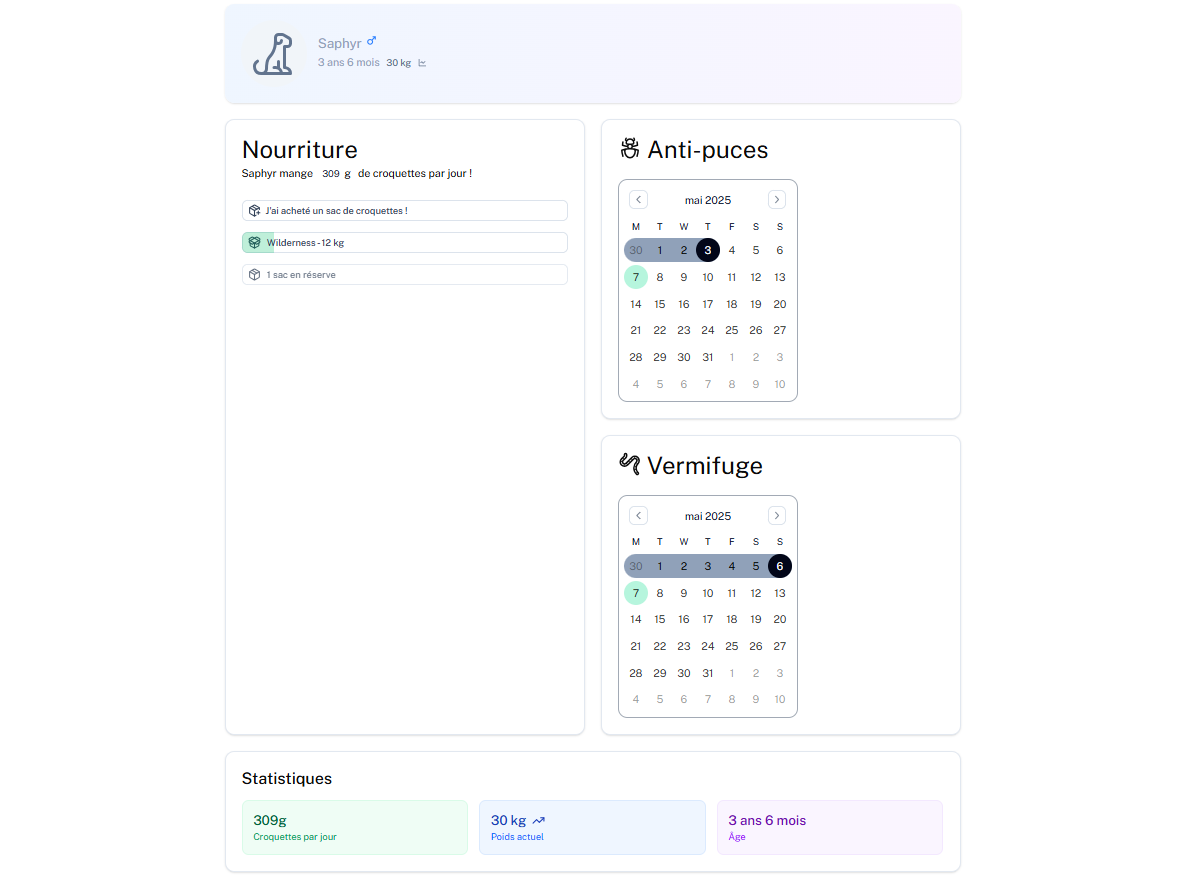 Saphyr
3 ans 6 mois 30 kg
Nourriture
Saphyr mange 309 g de croquettes par jour !
J'ai acheté un sac de croquettes !
Wilderness - 12 kg
1 sac en réserve
Anti-puces
mai 2025
M T W T F S S
30 1 2 3 4 5 6
7 8 9 10 11 12 13
14 15 16 17 18 19 20
21 22 23 24 25 26 27
28 29 30 31 1 2 3
4 5 6 7 8 9 10
Vermifuge
mai 2025
M T W T F S S
30 1 2 3 4 5 6
7 8 9 10 11 12 13
14 15 16 17 18 19 20
21 22 23 24 25 26 27
28 29 30 31 1 2 3
4 5 6 7 8 9 10
Statistiques
309g
Croquettes par jour
30 kg
Poids actuel
3 ans 6 mois
Âge